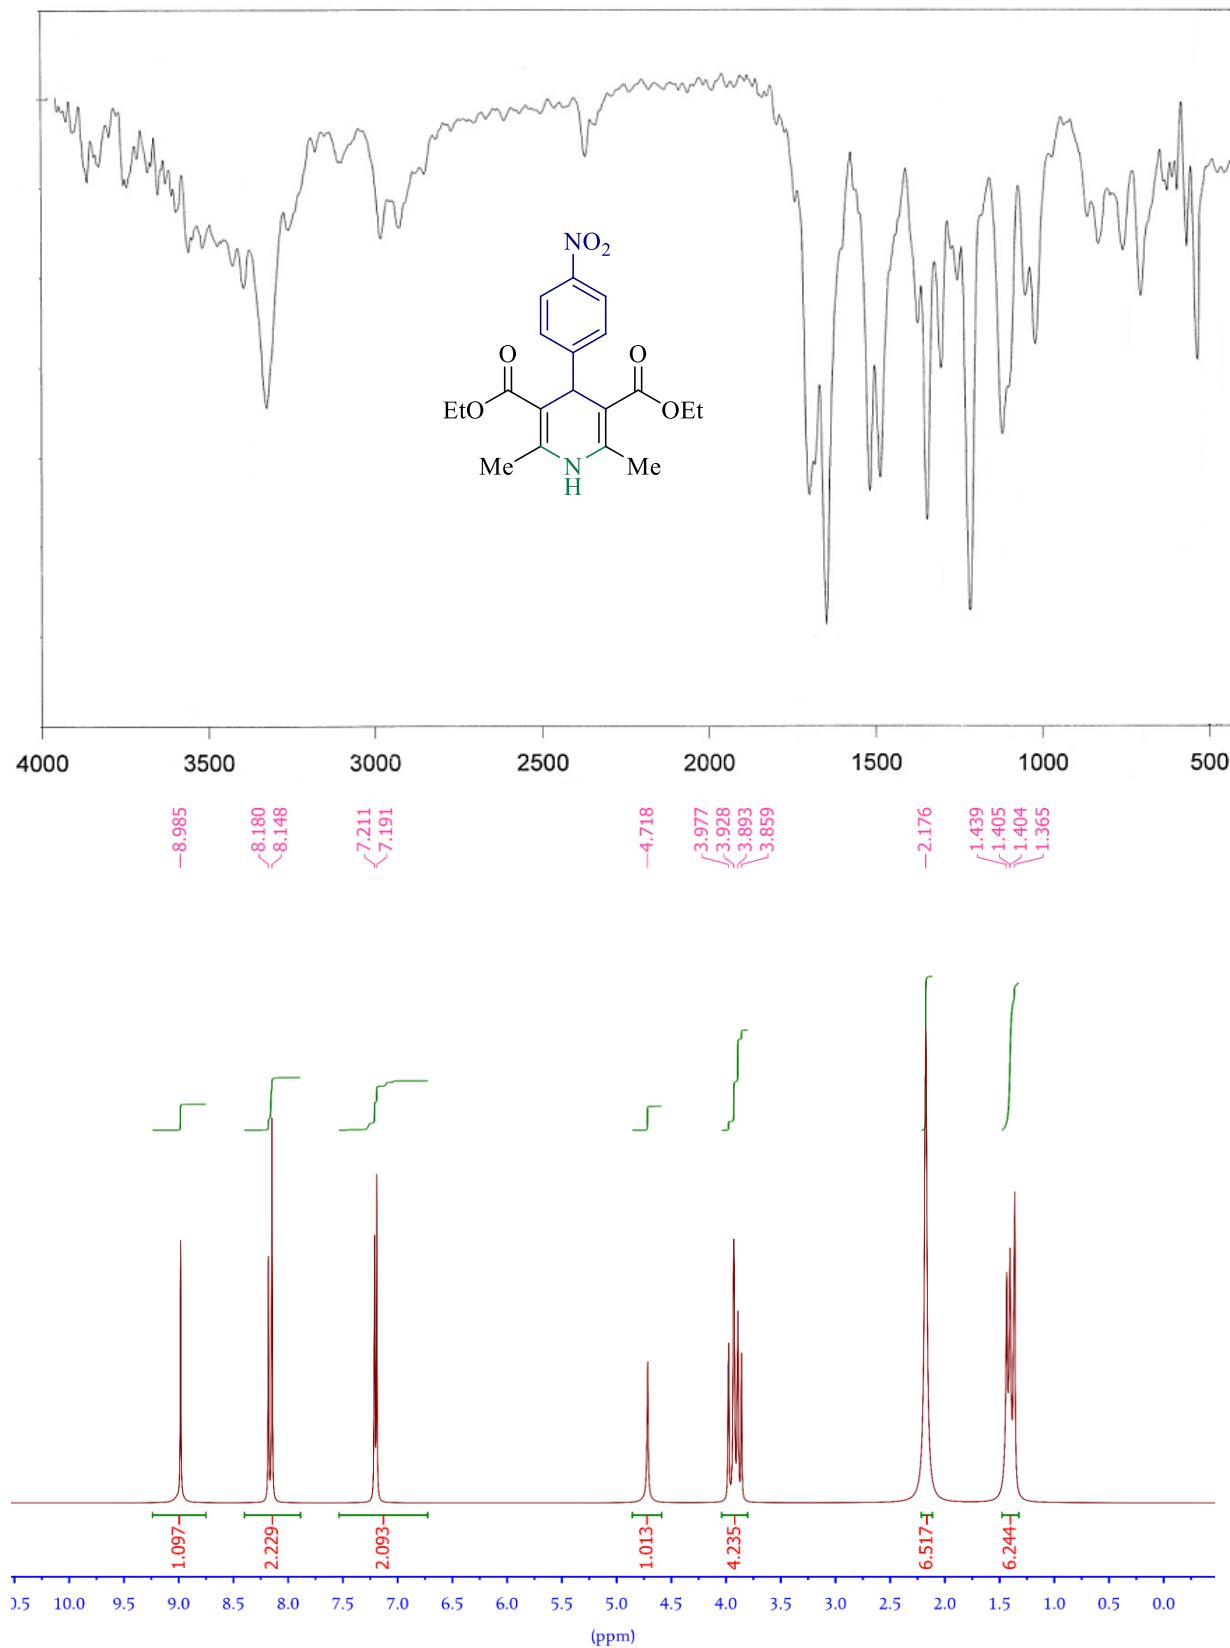 NO2
O O
EtO OEt
Me N Me
H
4000 3500 3000 2500 2000 1500 1000 500
8.985 8.180 8.148 7.211 7.191 4.718 3.977 3.928 3.893 3.859 2.176 1.439 1.405 1.404 1.365
1.097 2.229 2.093 1.013 4.235 6.517 6.244
0.5 10.0 9.5 9.0 8.5 8.0 7.5 7.0 6.5 6.0 5.5 5.0 4.5 4.0 3.5 3.0 2.5 2.0 1.5 1.0 0.5 0.0
(ppm)